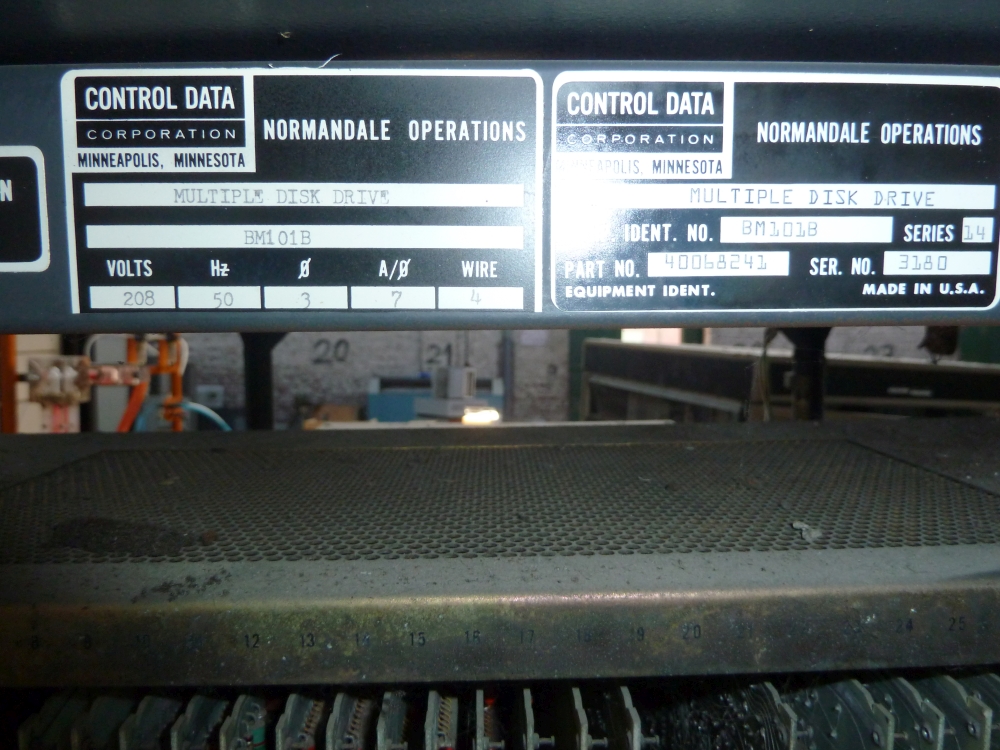 N
CONTROL DATA
CORPORATION
MINNEAPOLIS, MINNESOTA
NORMANDALE OPERATIONS
MULTIPLE DISK DRIVE
BM101B
VOLTS Hz Ø A/Ø WIRE
208 50 3 7 4
CONTROL DATA
CORPORATION
MINNEAPOLIS, MINNESOTA
NORMANDALE OPERATIONS
MULTIPLE DISK DRIVE
IDENT. NO. BM101B SERIES 14
PART NO. 40068241 SER. NO. 3180
EQUIPMENT IDENT. MADE IN U.S.A.
20 21
8 9 12 13 14 15 16 17 18 19 20 24 25